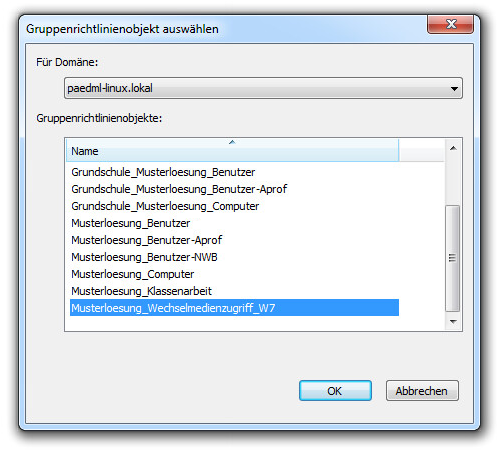 Gruppenrichtlinienobjekt auswählen
Für Domäne:
paedml-linux.lokal
Gruppenrichtlinienobjekte:
Name
Grundschule_Musterloesung_Benutzer
Grundschule_Musterloesung_Benutzer-Aprof
Grundschule_Musterloesung_Computer
Musterloesung_Benutzer
Musterloesung_Benutzer-Aprof
Musterloesung_Benutzer-NWB
Musterloesung_Computer
Musterloesung_Klassenarbeit
Musterloesung_Wechselmedienzugriff_W7
OK
Abbrechen